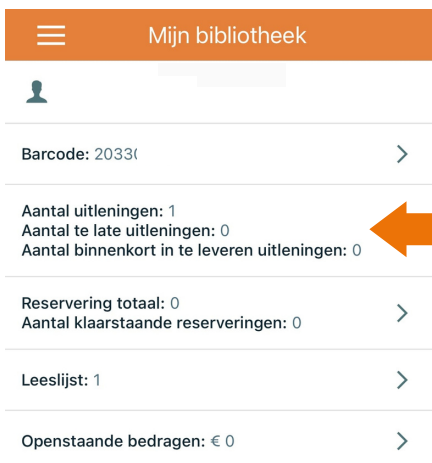 Mijn bibliotheek
Barcode: 2033
Aantal uitleningen: 1
Aantal te late uitleningen: 0
Aantal binnenkort in te leveren uitleningen: 0
Reservering totaal: 0
Aantal klaarstaande reserveringen: 0
Leeslijst: 1
Openstaande bedragen: € 0